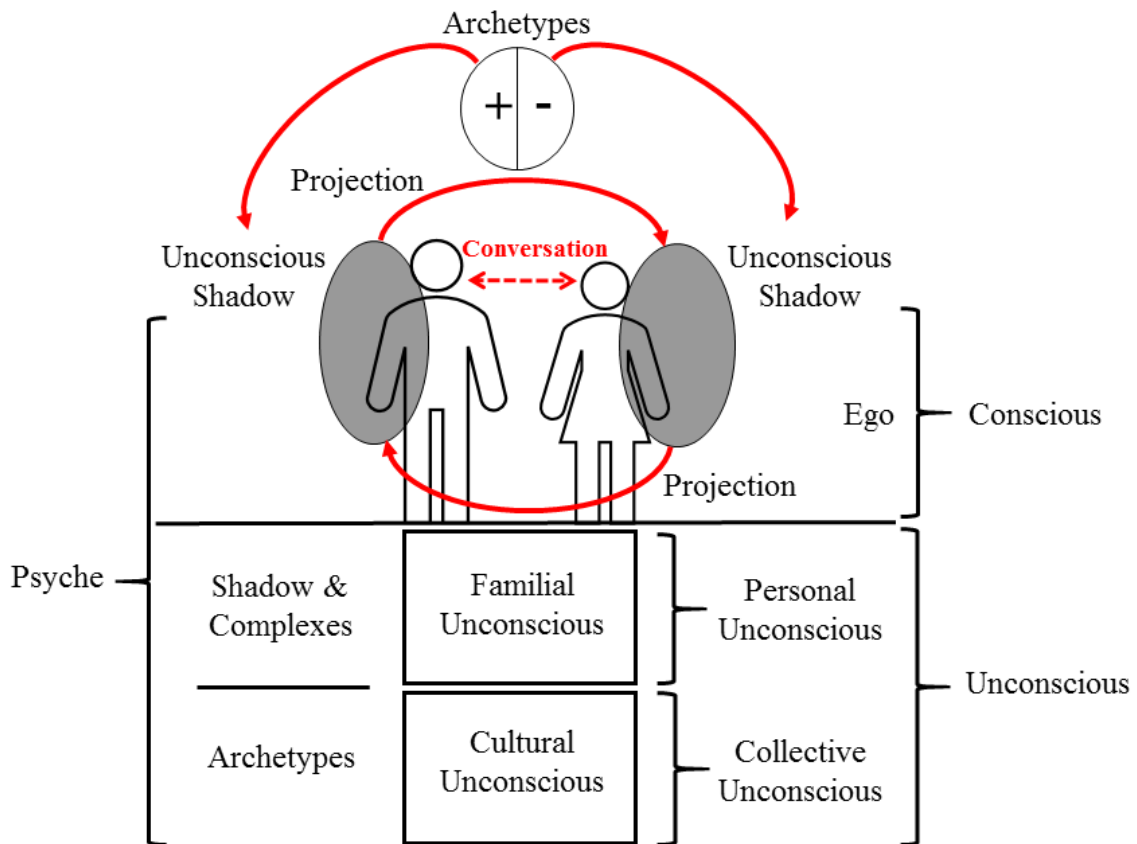 Archetypes
+ -
Projection
Conversation
Unconscious
Shadow
Unconscious
Shadow
Ego
Conscious
Projection
Psyche
Shadow &
Complexes
Familial
Unconscious
Personal
Unconscious
Unconscious
Archetypes
Cultural
Unconscious
Collective
Unconscious